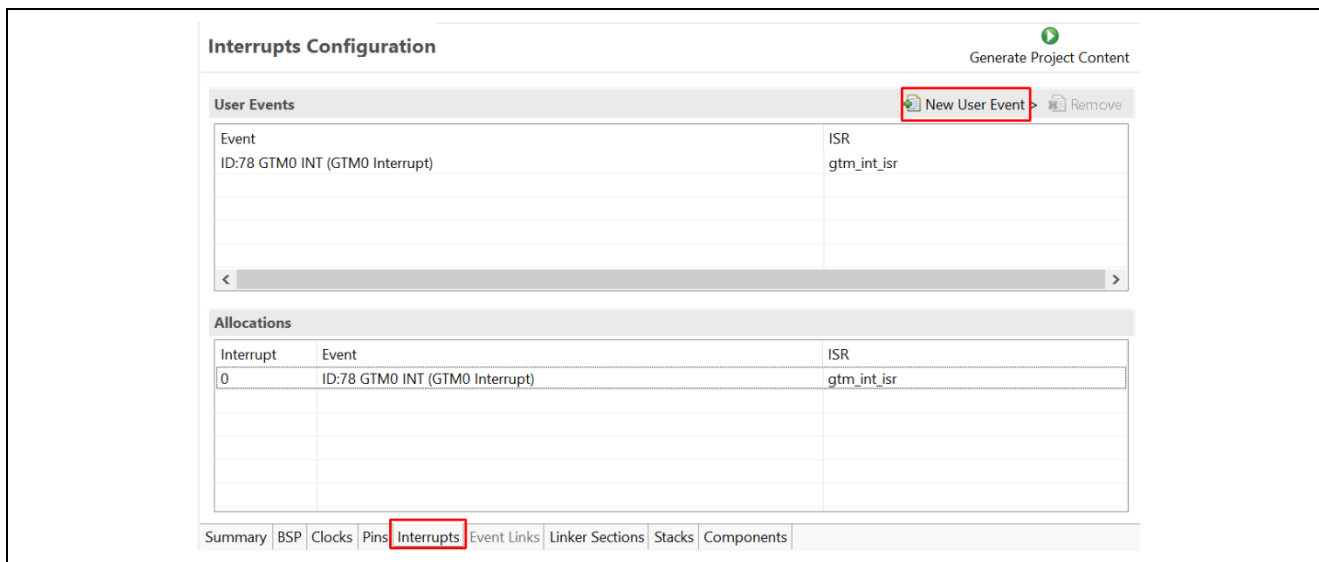 Interrupts Configuration
Generate Project Content
User Events New User Event > Remove
Event ISR
ID:78 GTM0 INT (GTM0 Interrupt) gtm_int_isr
< >
Allocations
Interrupt Event ISR
0 ID:78 GTM0 INT (GTM0 Interrupt) gtm_int_isr
Summary BSP Clocks Pins Interrupts Event Links Linker Sections Stacks Components